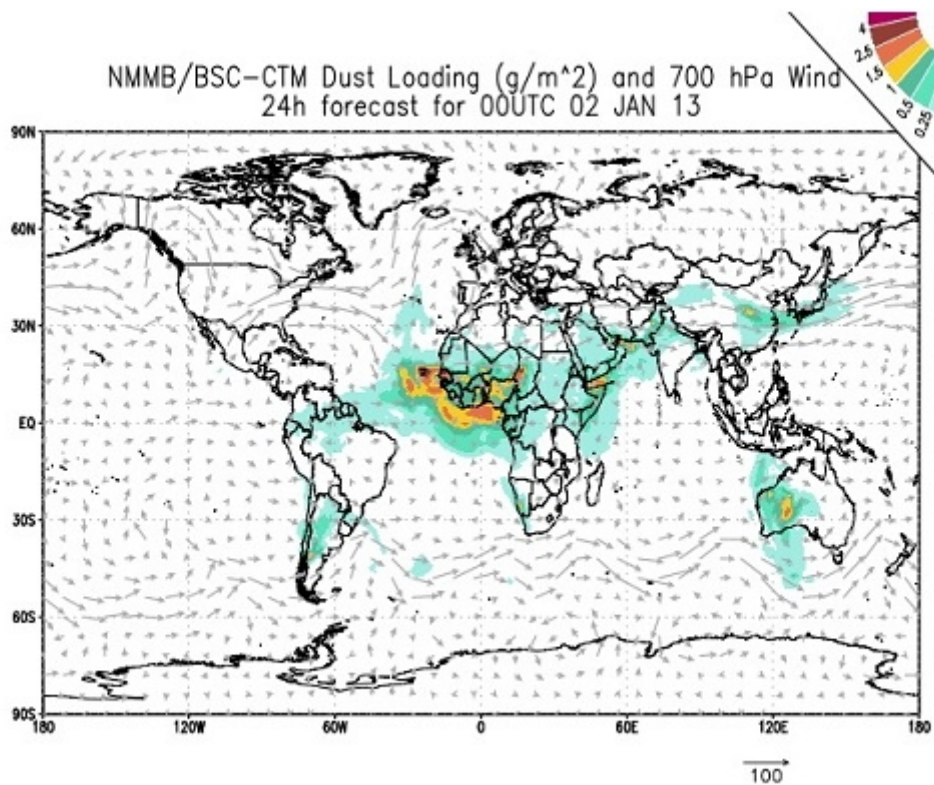 NMMB/BSC-CTM Dust Loading (g/m^2) and 700 hPa Wind
24h forecast for 00UTC 02 JAN 13
4
2.5
1.5
1
0.5
0.25
90N
60N
30N
EQ
30S
60S
90S
180
120W
60W
0
60E
120E
180
100